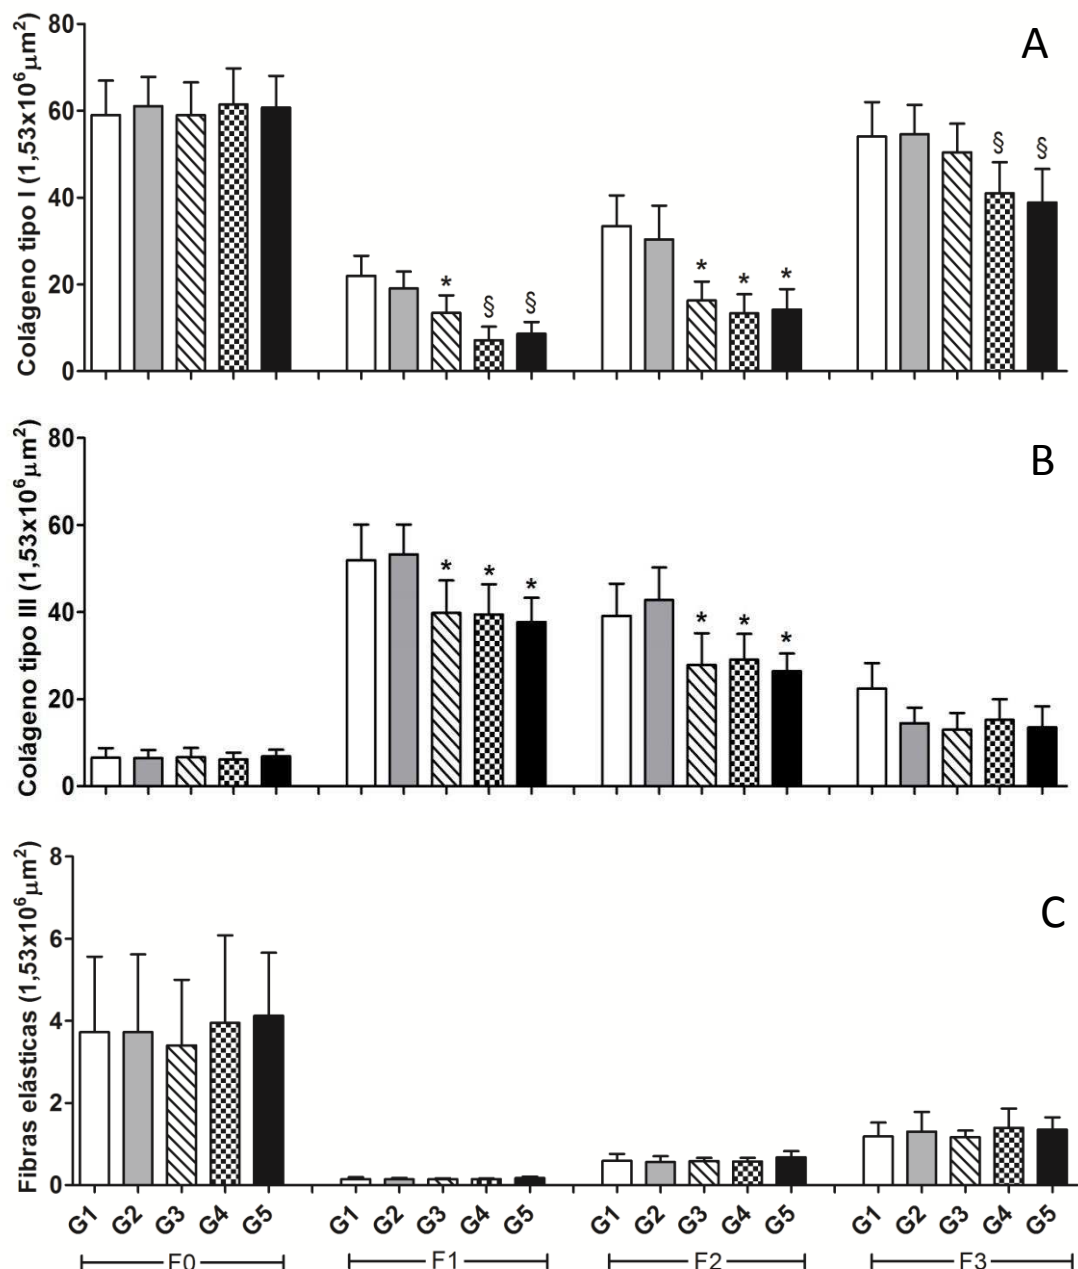 A
Colágeno tipo I (1,53x10⁶µm²)
80
60
40
20
0
* § §
* * *
§ §
B
Colágeno tipo III (1,53x10⁶µm²)
80
60
40
20
0
* * *
* * *
C
Fibras elásticas (1,53x10⁶µm²)
8
6
4
2
0
G1 G2 G3 G4 G5 G1 G2 G3 G4 G5 G1 G2 G3 G4 G5 G1 G2 G3 G4 G5
F0 F1 F2 F3